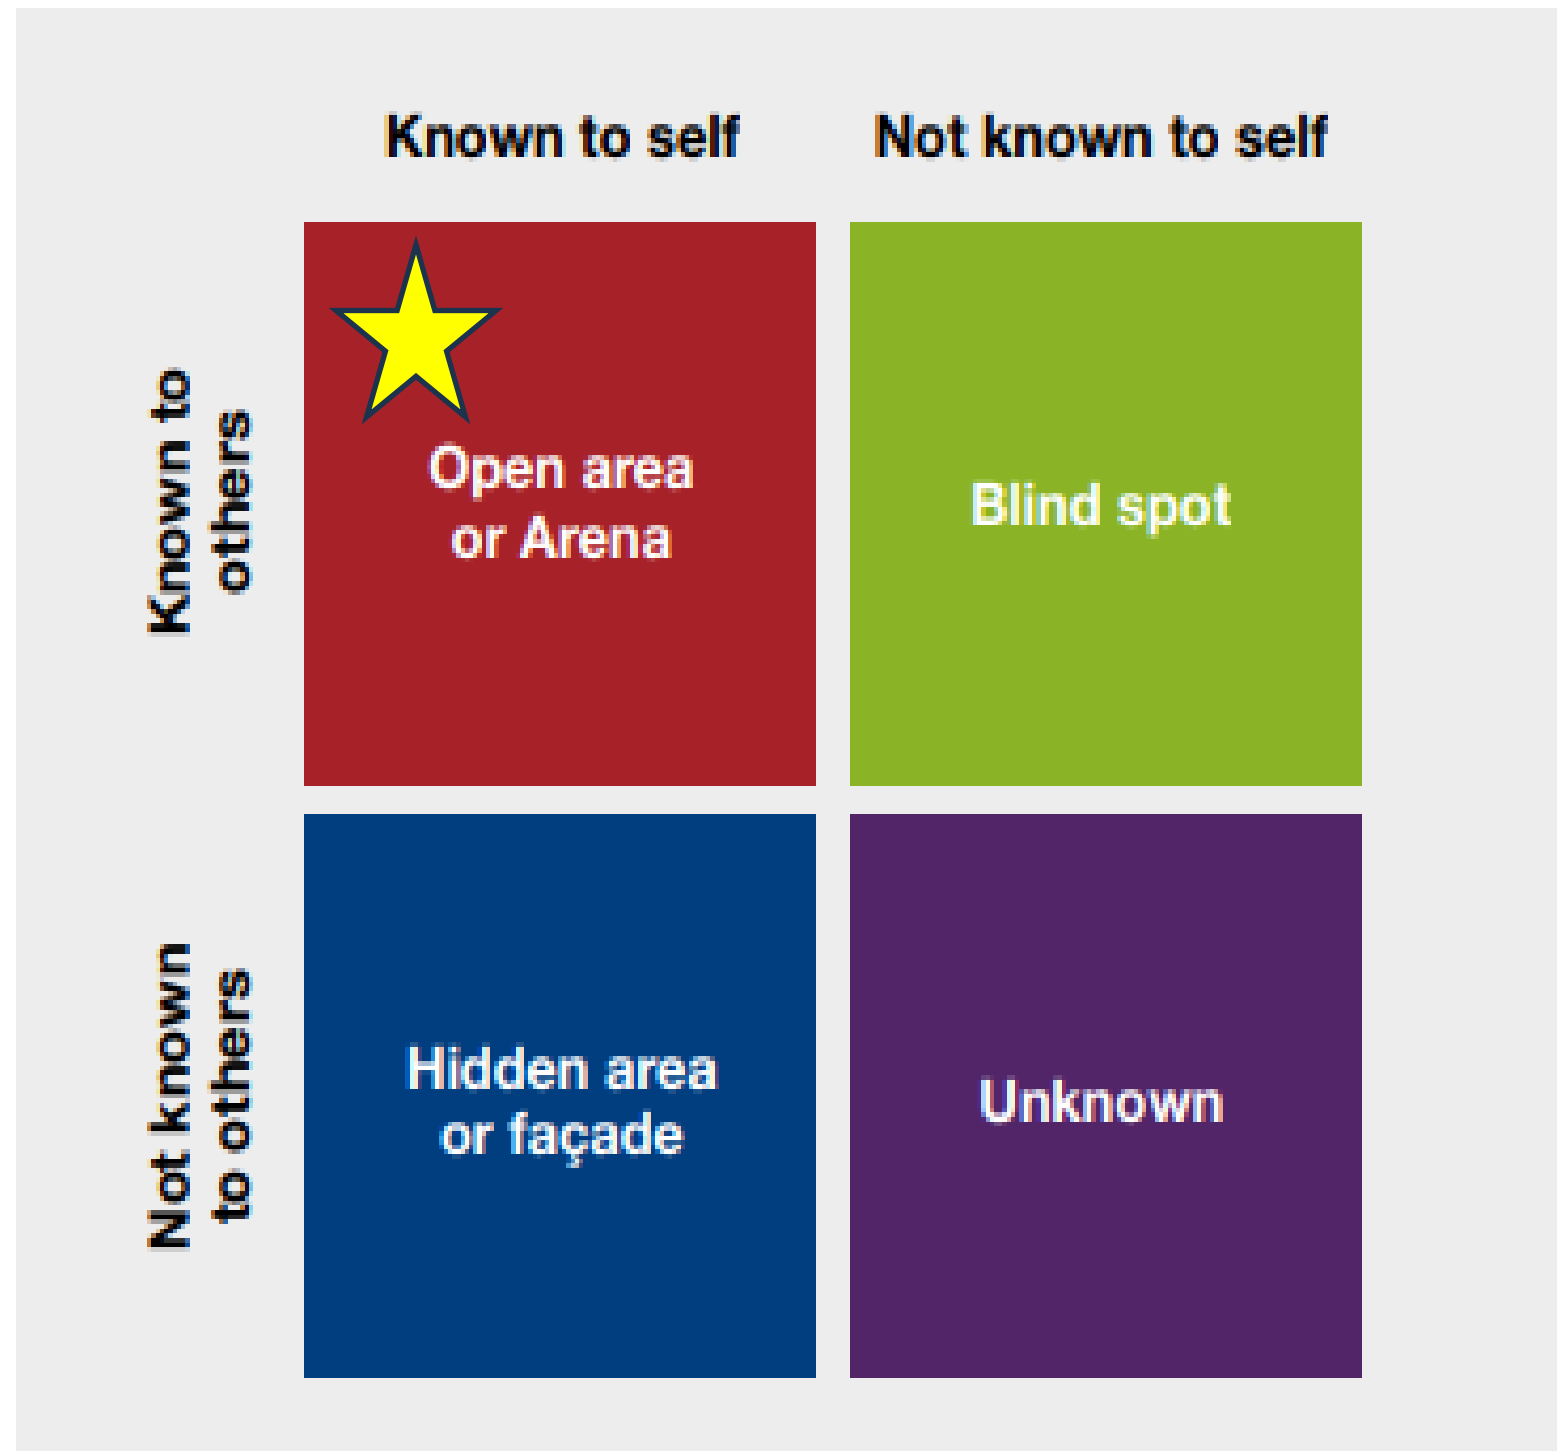 Known to self
Not known to self
Known to
others
Open area
or Arena
Blind spot
Not known
to others
Hidden area
or façade
Unknown